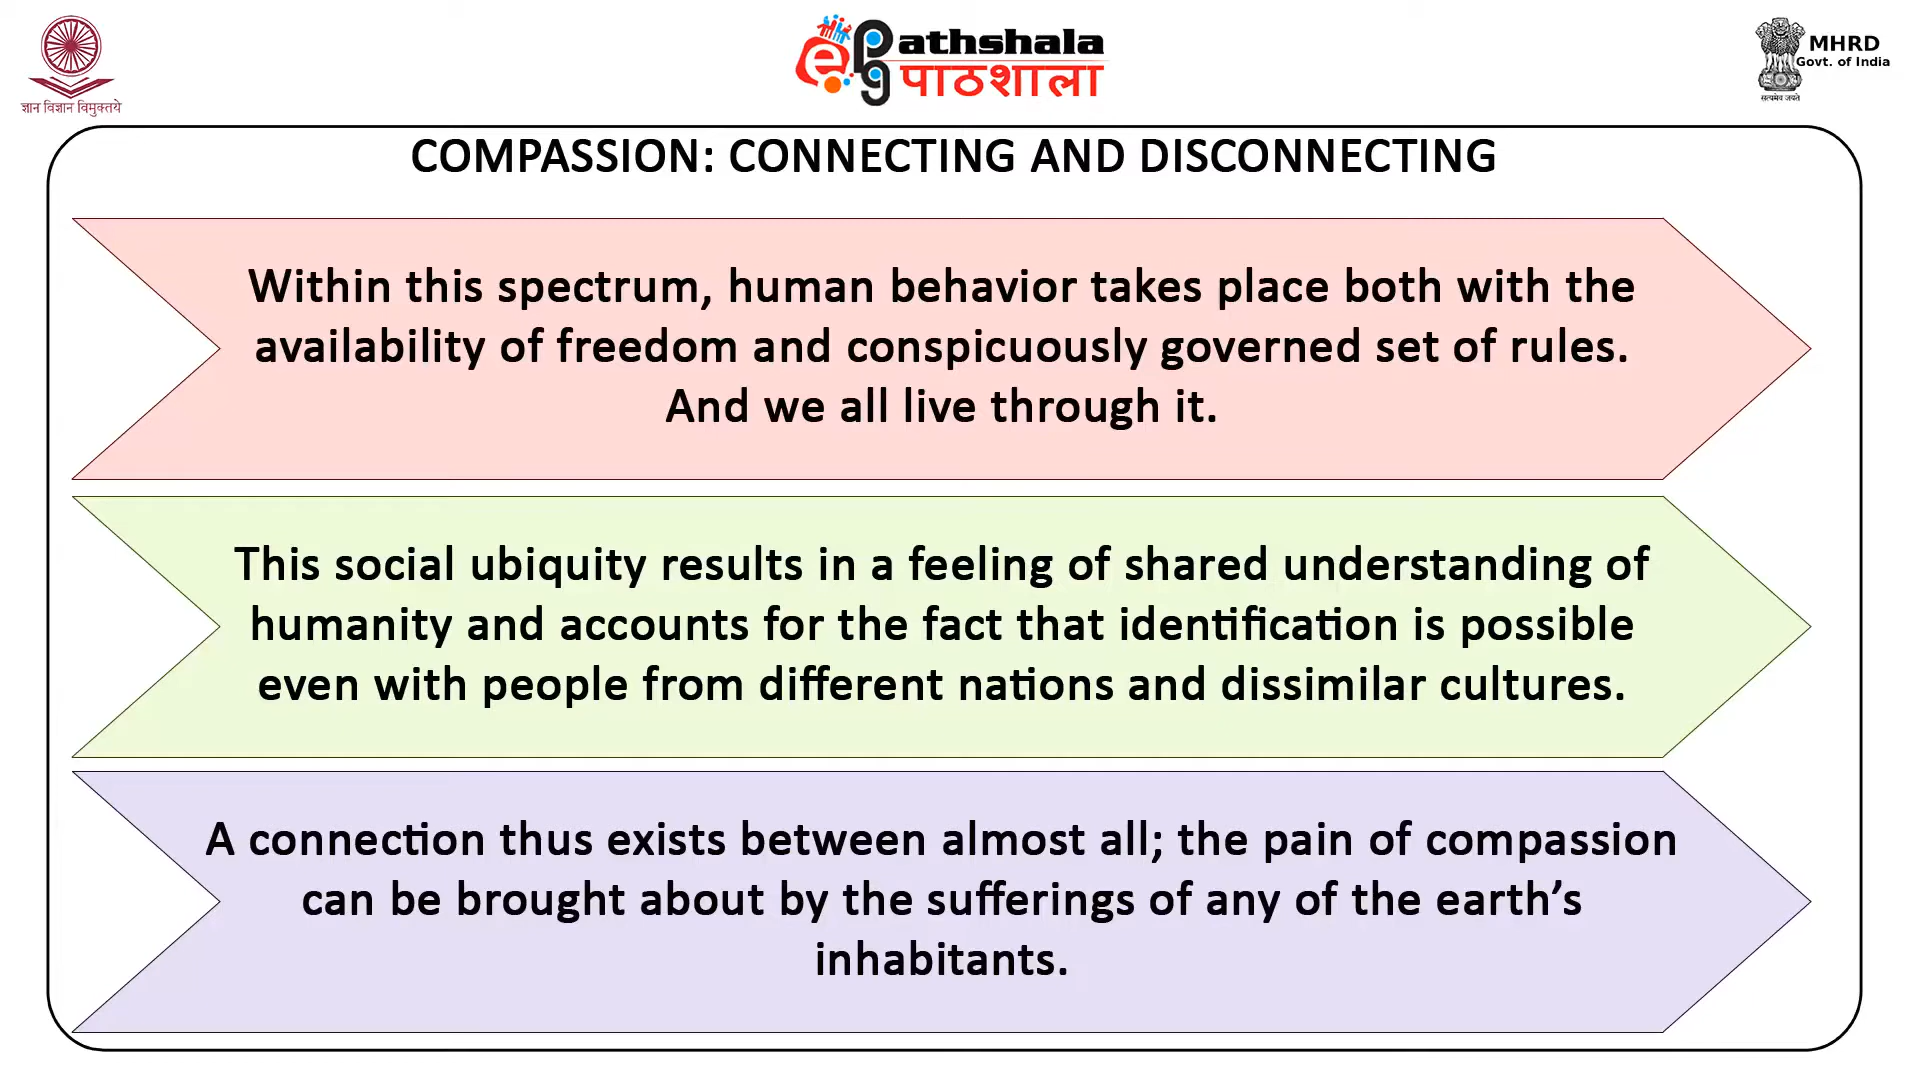 ज्ञान विज्ञान विमुक्तये
e pg athshala
पाठशाला
MHRD
Govt. of India
सत्यमेव जयते
COMPASSION: CONNECTING AND DISCONNECTING
Within this spectrum, human behavior takes place both with the
availability of freedom and conspicuously governed set of rules.
And we all live through it.
This social ubiquity results in a feeling of shared understanding of
humanity and accounts for the fact that identification is possible
even with people from different nations and dissimilar cultures.
A connection thus exists between almost all; the pain of compassion
can be brought about by the sufferings of any of the earth’s
inhabitants.